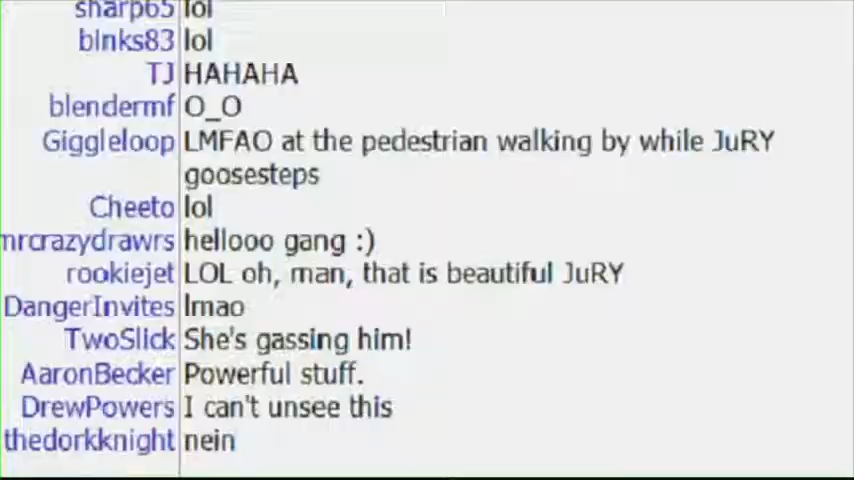 sharp65 lol
binks83 lol
TJ HAHAHA
blendermf O_O
Giggleloop LMFAO at the pedestrian walking by while JuRY
goosesteps
Cheeto lol
mrcrazydrawrs hellooo gang :)
rookiejet LOL oh, man, that is beautiful JuRY
DangerInvites lmao
TwoSlick She's gassing him!
AaronBecker Powerful stuff.
DrewPowers I can't unsee this
thedorkknight nein